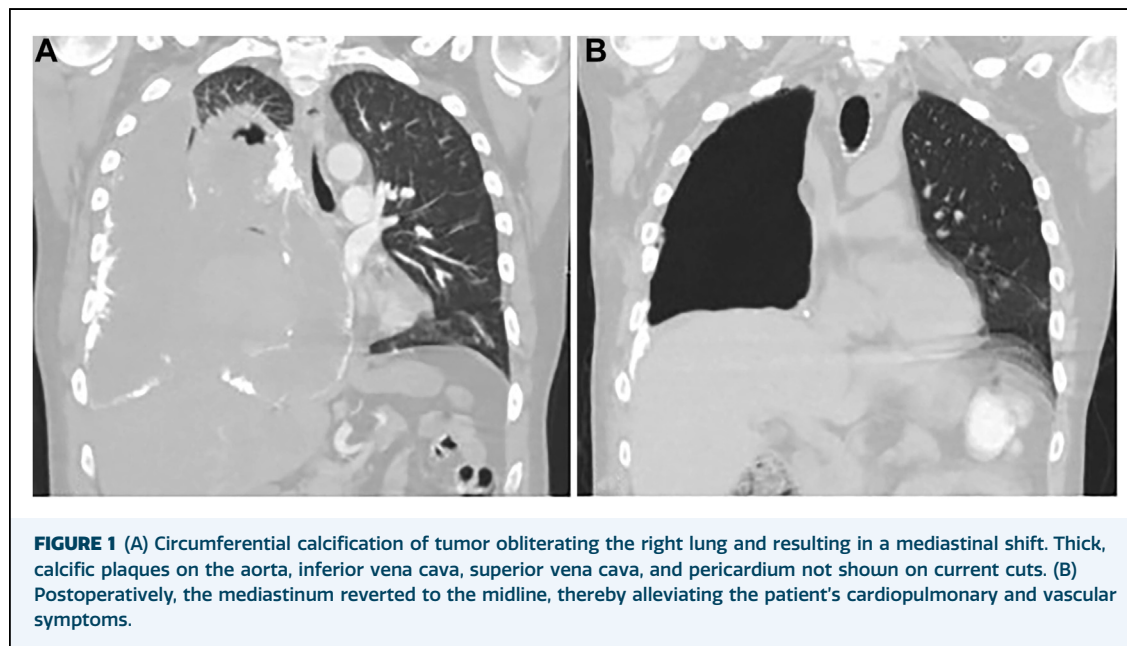 A
B
FIGURE 1 (A) Circumferential calcification of tumor obliterating the right lung and resulting in a mediastinal shift. Thick,
calcific plaques on the aorta, inferior vena cava, superior vena cava, and pericardium not shown on current cuts. (B)
Postoperatively, the mediastinum reverted to the midline, thereby alleviating the patient's cardiopulmonary and vascular
symptoms.